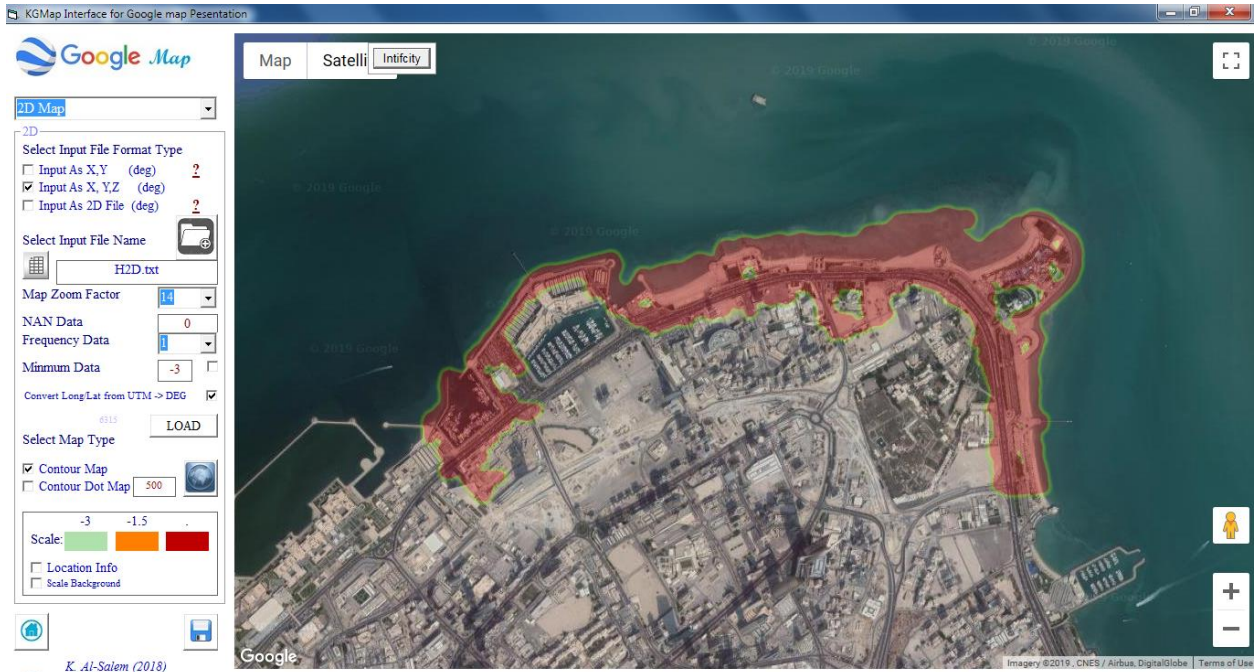 KGMap Interface for Google map Pesentation
Google Map
2D Map
2D
Select Input File Format Type
Input As X,Y (deg) ?
Input As X, Y,Z (deg)
Input As 2D File (deg) ?
Select Input File Name
H2D.txt
Map Zoom Factor 14
NAN Data 0
Frequency Data 1
Minmum Data -3
Convert Long/Lat from UTM -> DEG
6315
LOAD
Select Map Type
Contour Map
Contour Dot Map 500
-3 -1.5 .
Scale:
Location Info
Scale Background
K. Al-Salem (2018)
Map Satelli Intifcity
© 2019 Google
© 2019 Google
© 2019 Google
© 2019 Google
© 2019 Google
+
−
Google
Imagery ©2019 , CNES / Airbus, DigitalGlobe Terms of Use